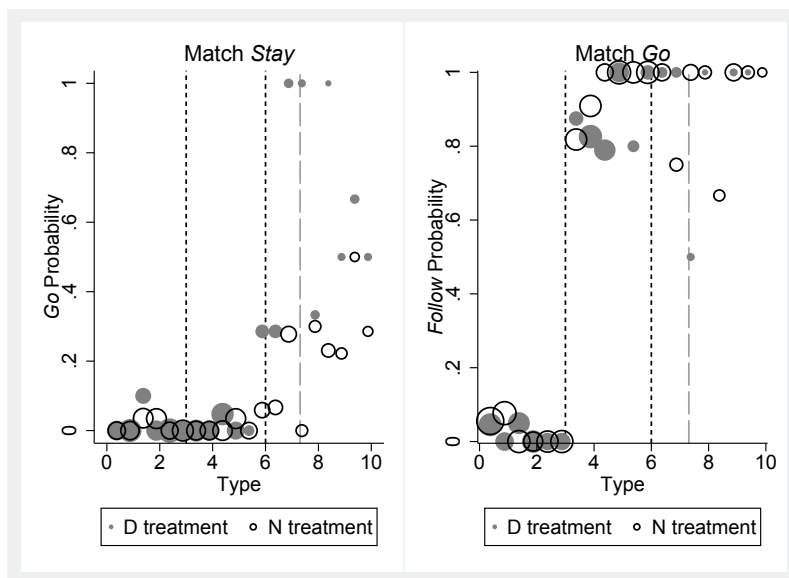 Match Stay
Go Probability
1
.8
.6
.4
.2
0
0 2 4 6 8 10
Type
D treatment N treatment
Match Go
Follow Probability
1
.8
.6
.4
.2
0
0 2 4 6 8 10
Type
D treatment N treatment